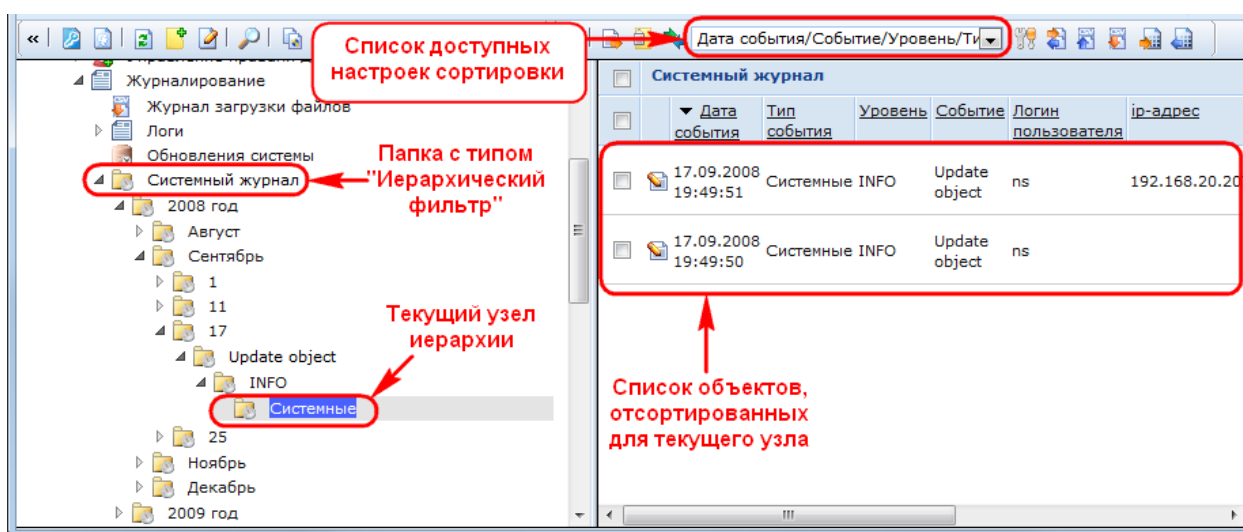 «
Список доступных
настроек сортировки
Дата события/Событие/Уровень/Ти
Журналирование
Журнал загрузки файлов
Логи
Обновления системы
Системный журнал
2008 год
Август
Сентябрь
1
11
17
Update object
INFO
Системные
25
Ноябрь
Декабрь
2009 год
Папка с типом
"Иерархический
фильтр"
Текущий узел
иерархии
Системный журнал
Дата события
Тип события
Уровень
Событие
Логин пользователя
ip-адрес
17.09.2008 19:49:51
Системные
INFO
Update object
ns
192.168.20.20
17.09.2008 19:49:50
Системные
INFO
Update object
ns
Список объектов,
отсортированных
для текущего узла